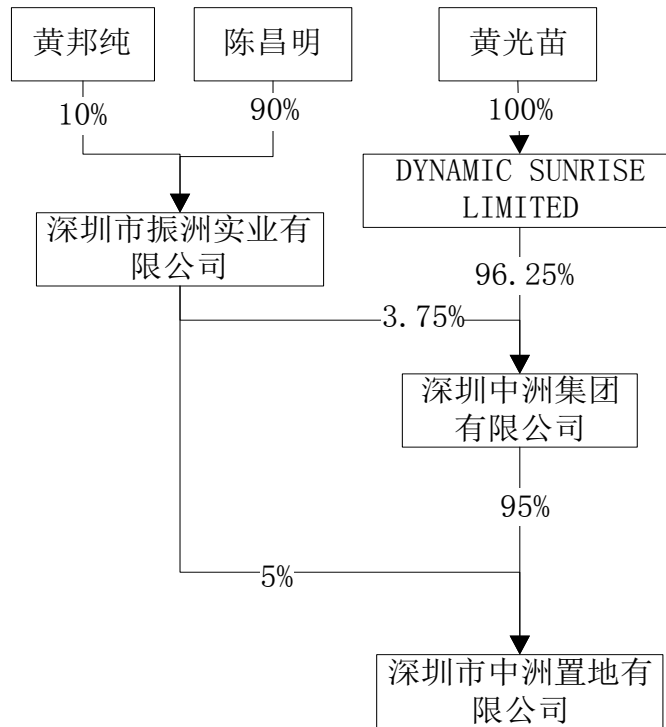 黄邦纯
陈昌明
黄光苗
10%
90%
100%
DYNAMIC SUNRISE
LIMITED
深圳市振洲实业有
限公司
96.25%
3.75%
深圳中洲集团
有限公司
95%
5%
深圳市中洲置地有
限公司